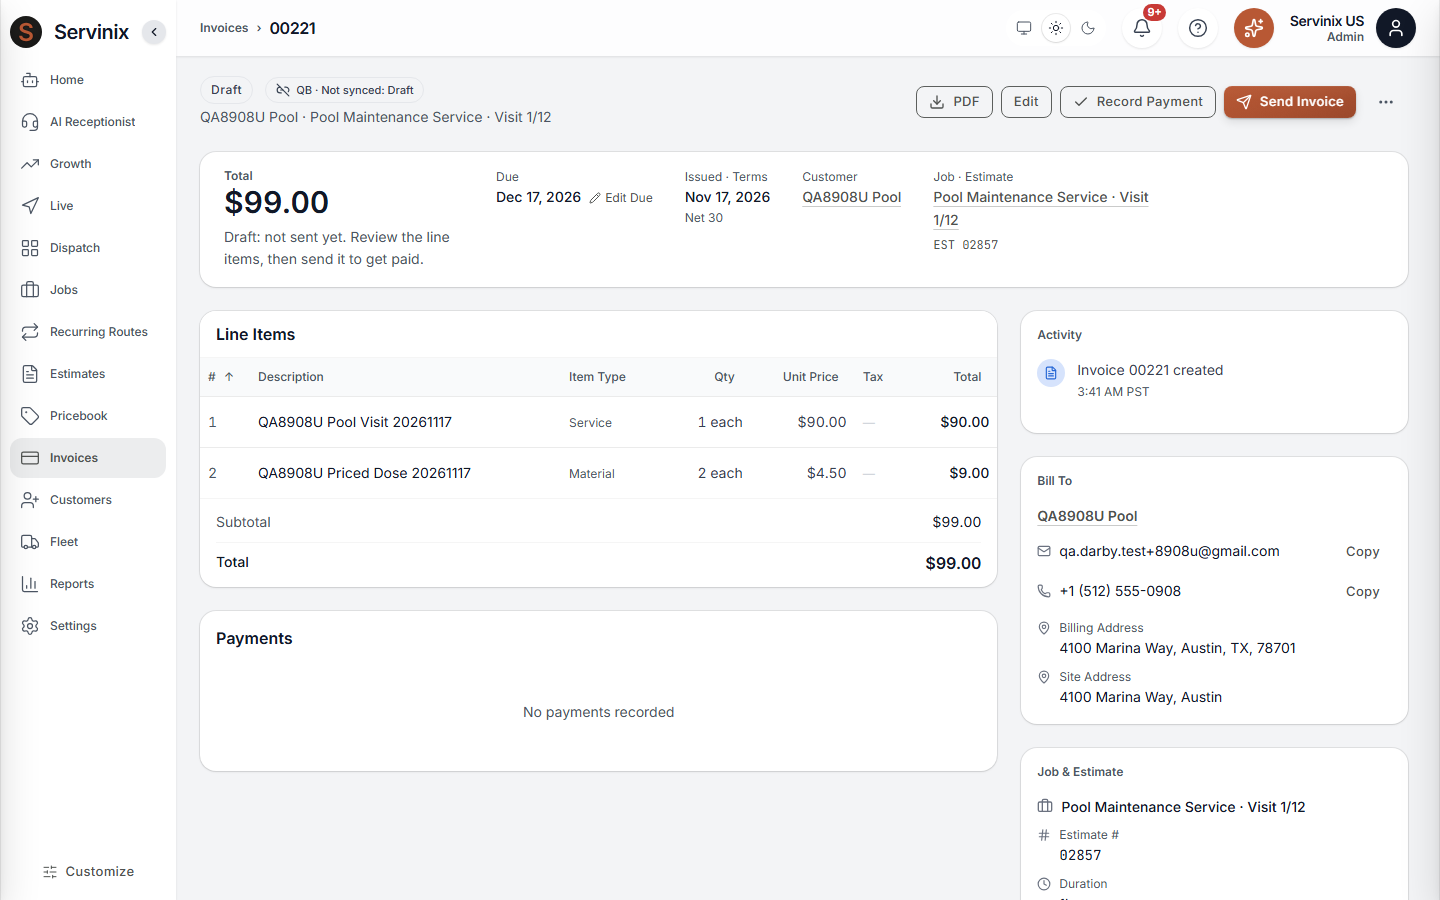 S
Servinix
Invoices › 00221
9+
Servinix US
Admin
Home
AI Receptionist
Growth
Live
Dispatch
Jobs
Recurring Routes
Estimates
Pricebook
Invoices
Customers
Fleet
Reports
Settings
Customize
Draft
QB · Not synced: Draft
QA8908U Pool · Pool Maintenance Service · Visit 1/12
PDF
Edit
Record Payment
Send Invoice
Total
$99.00
Draft: not sent yet. Review the line
items, then send it to get paid.
Due
Dec 17, 2026 Edit Due
Issued · Terms
Nov 17, 2026
Net 30
Customer
QA8908U Pool
Job · Estimate
Pool Maintenance Service · Visit
1/12
EST 02857
Line Items
# ↑ Description Item Type Qty Unit Price Tax Total
1 QA8908U Pool Visit 20261117 Service 1 each $90.00 — $90.00
2 QA8908U Priced Dose 20261117 Material 2 each $4.50 — $9.00
Subtotal $99.00
Total $99.00
Payments
No payments recorded
Activity
Invoice 00221 created
3:41 AM PST
Bill To
QA8908U Pool
qa.darby.test+8908u@gmail.com Copy
+1 (512) 555-0908 Copy
Billing Address
4100 Marina Way, Austin, TX, 78701
Site Address
4100 Marina Way, Austin
Job & Estimate
Pool Maintenance Service · Visit 1/12
Estimate #
02857
Duration